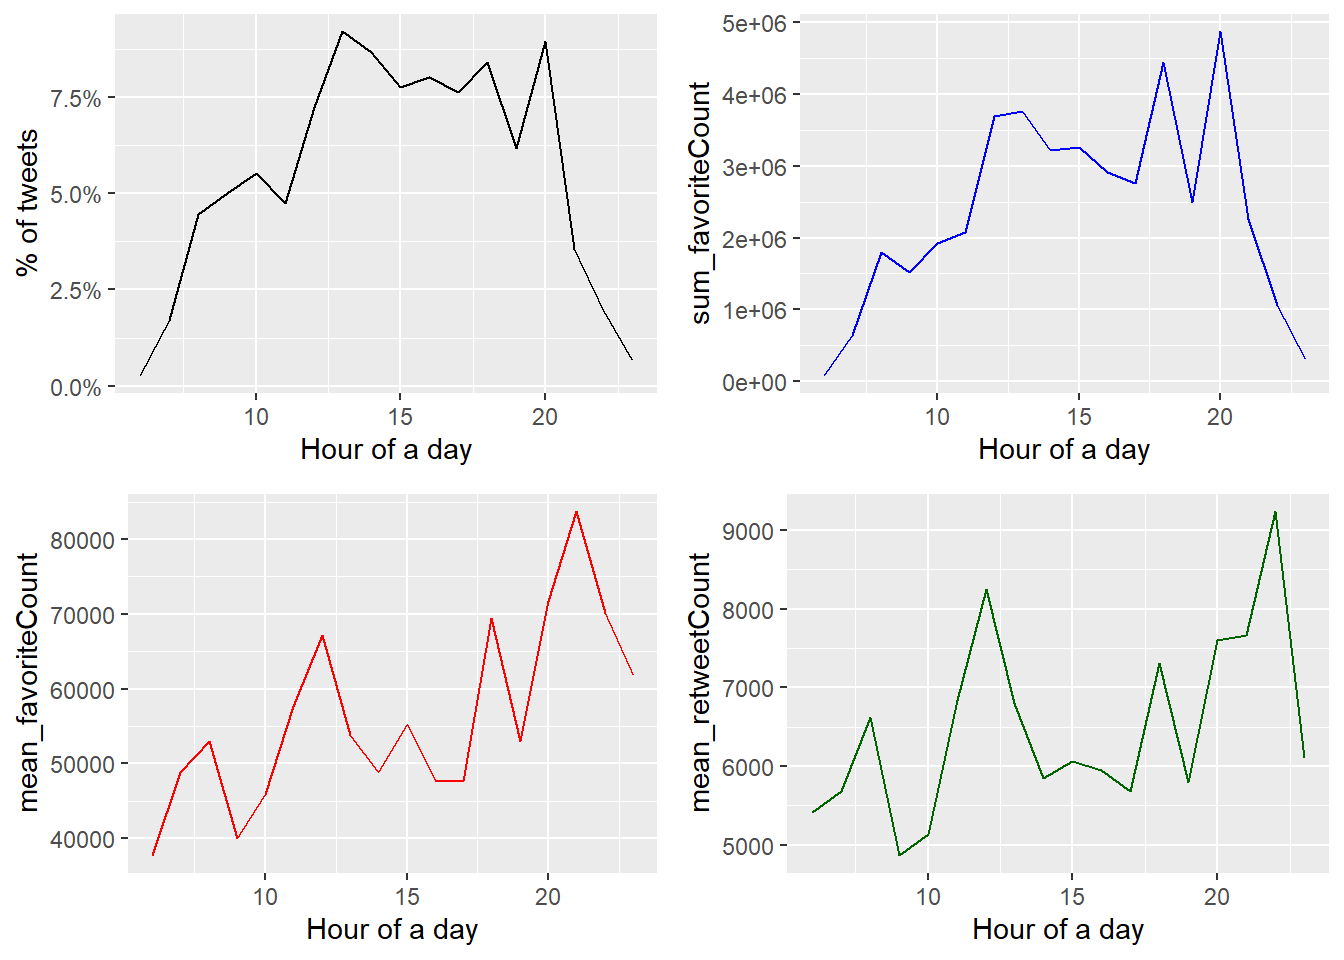 % of tweets
7.5%
5.0%
2.5%
0.0%
10 15 20
Hour of a day
sum_favoriteCount
5e+06
4e+06
3e+06
2e+06
1e+06
0e+00
10 15 20
Hour of a day
mean_favoriteCount
80000
70000
60000
50000
40000
10 15 20
Hour of a day
mean_retweetCount
9000
8000
7000
6000
5000
10 15 20
Hour of a day